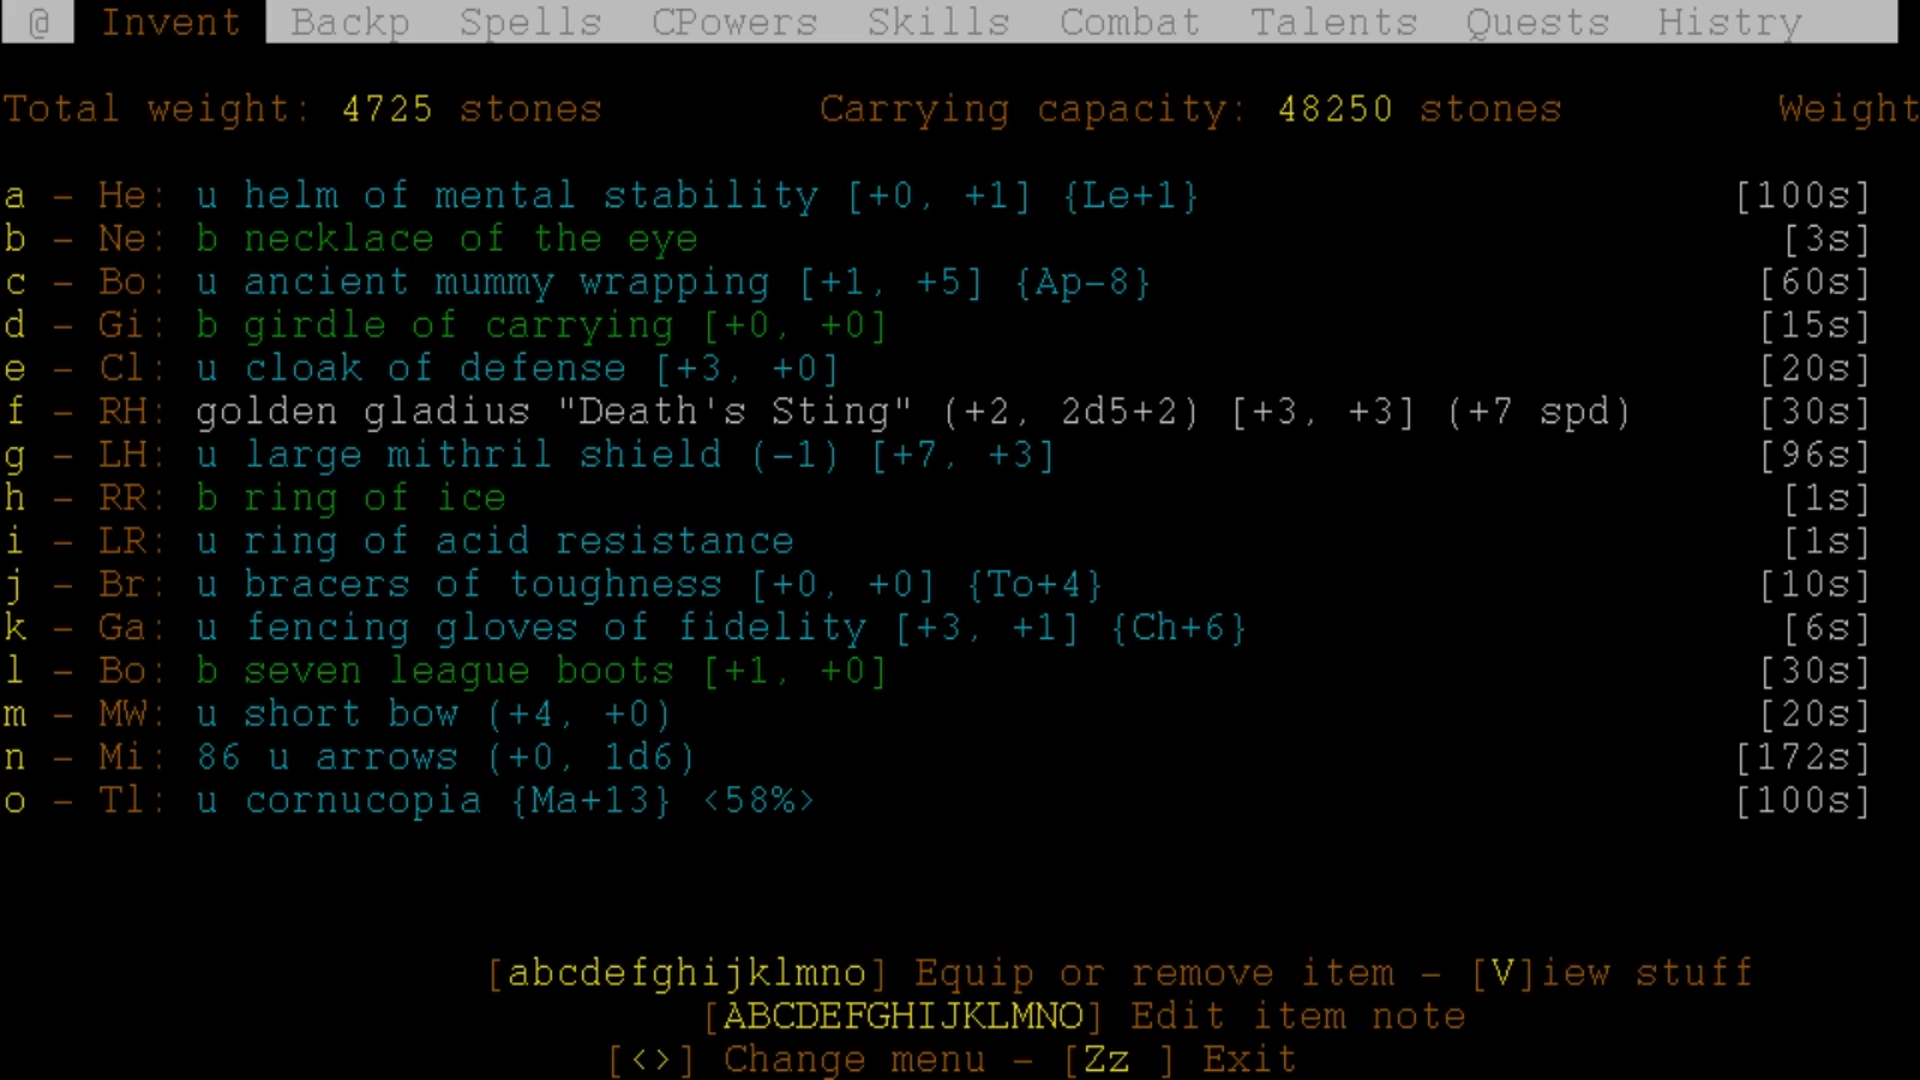 @ Invent Backp Spells CPowers Skills Combat Talents Quests Histry
Total weight: 4725 stones Carrying capacity: 48250 stones Weight
a - He: u helm of mental stability [+0, +1] {Le+1} [100s]
b - Ne: b necklace of the eye [3s]
c - Bo: u ancient mummy wrapping [+1, +5] {Ap-8} [60s]
d - Gi: b girdle of carrying [+0, +0] [15s]
e - Cl: u cloak of defense [+3, +0] [20s]
f - RH: golden gladius "Death's Sting" (+2, 2d5+2) [+3, +3] (+7 spd) [30s]
g - LH: u large mithril shield (-1) [+7, +3] [96s]
h - RR: b ring of ice [1s]
i - LR: u ring of acid resistance [1s]
j - Br: u bracers of toughness [+0, +0] {To+4} [10s]
k - Ga: u fencing gloves of fidelity [+3, +1] {Ch+6} [6s]
l - Bo: b seven league boots [+1, +0] [30s]
m - MW: u short bow (+4, +0) [20s]
n - Mi: 86 u arrows (+0, 1d6) [172s]
o - Tl: u cornucopia {Ma+13} <58%> [100s]
[abcdefghijklmno] Equip or remove item - [V]iew stuff
[ABCDEFGHIJKLMNO] Edit item note
[<>] Change menu - [Zz ] Exit